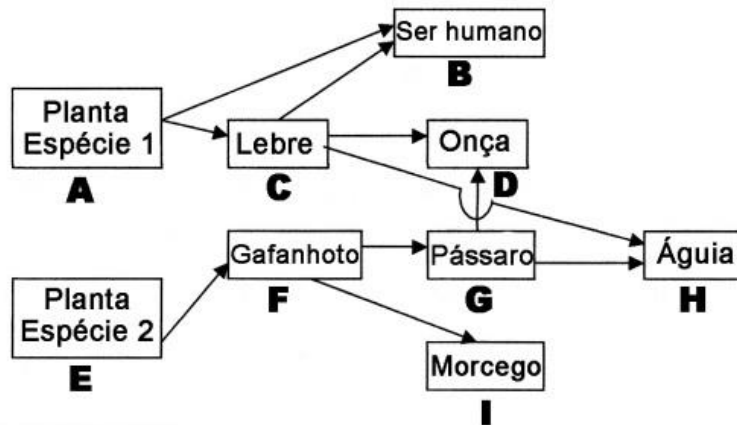 Ser humano
B
Planta
Espécie 1
A
Lebre
C
Onça
D
Gafanhoto
F
Pássaro
G
Águia
H
Planta
Espécie 2
E
Morcego
I